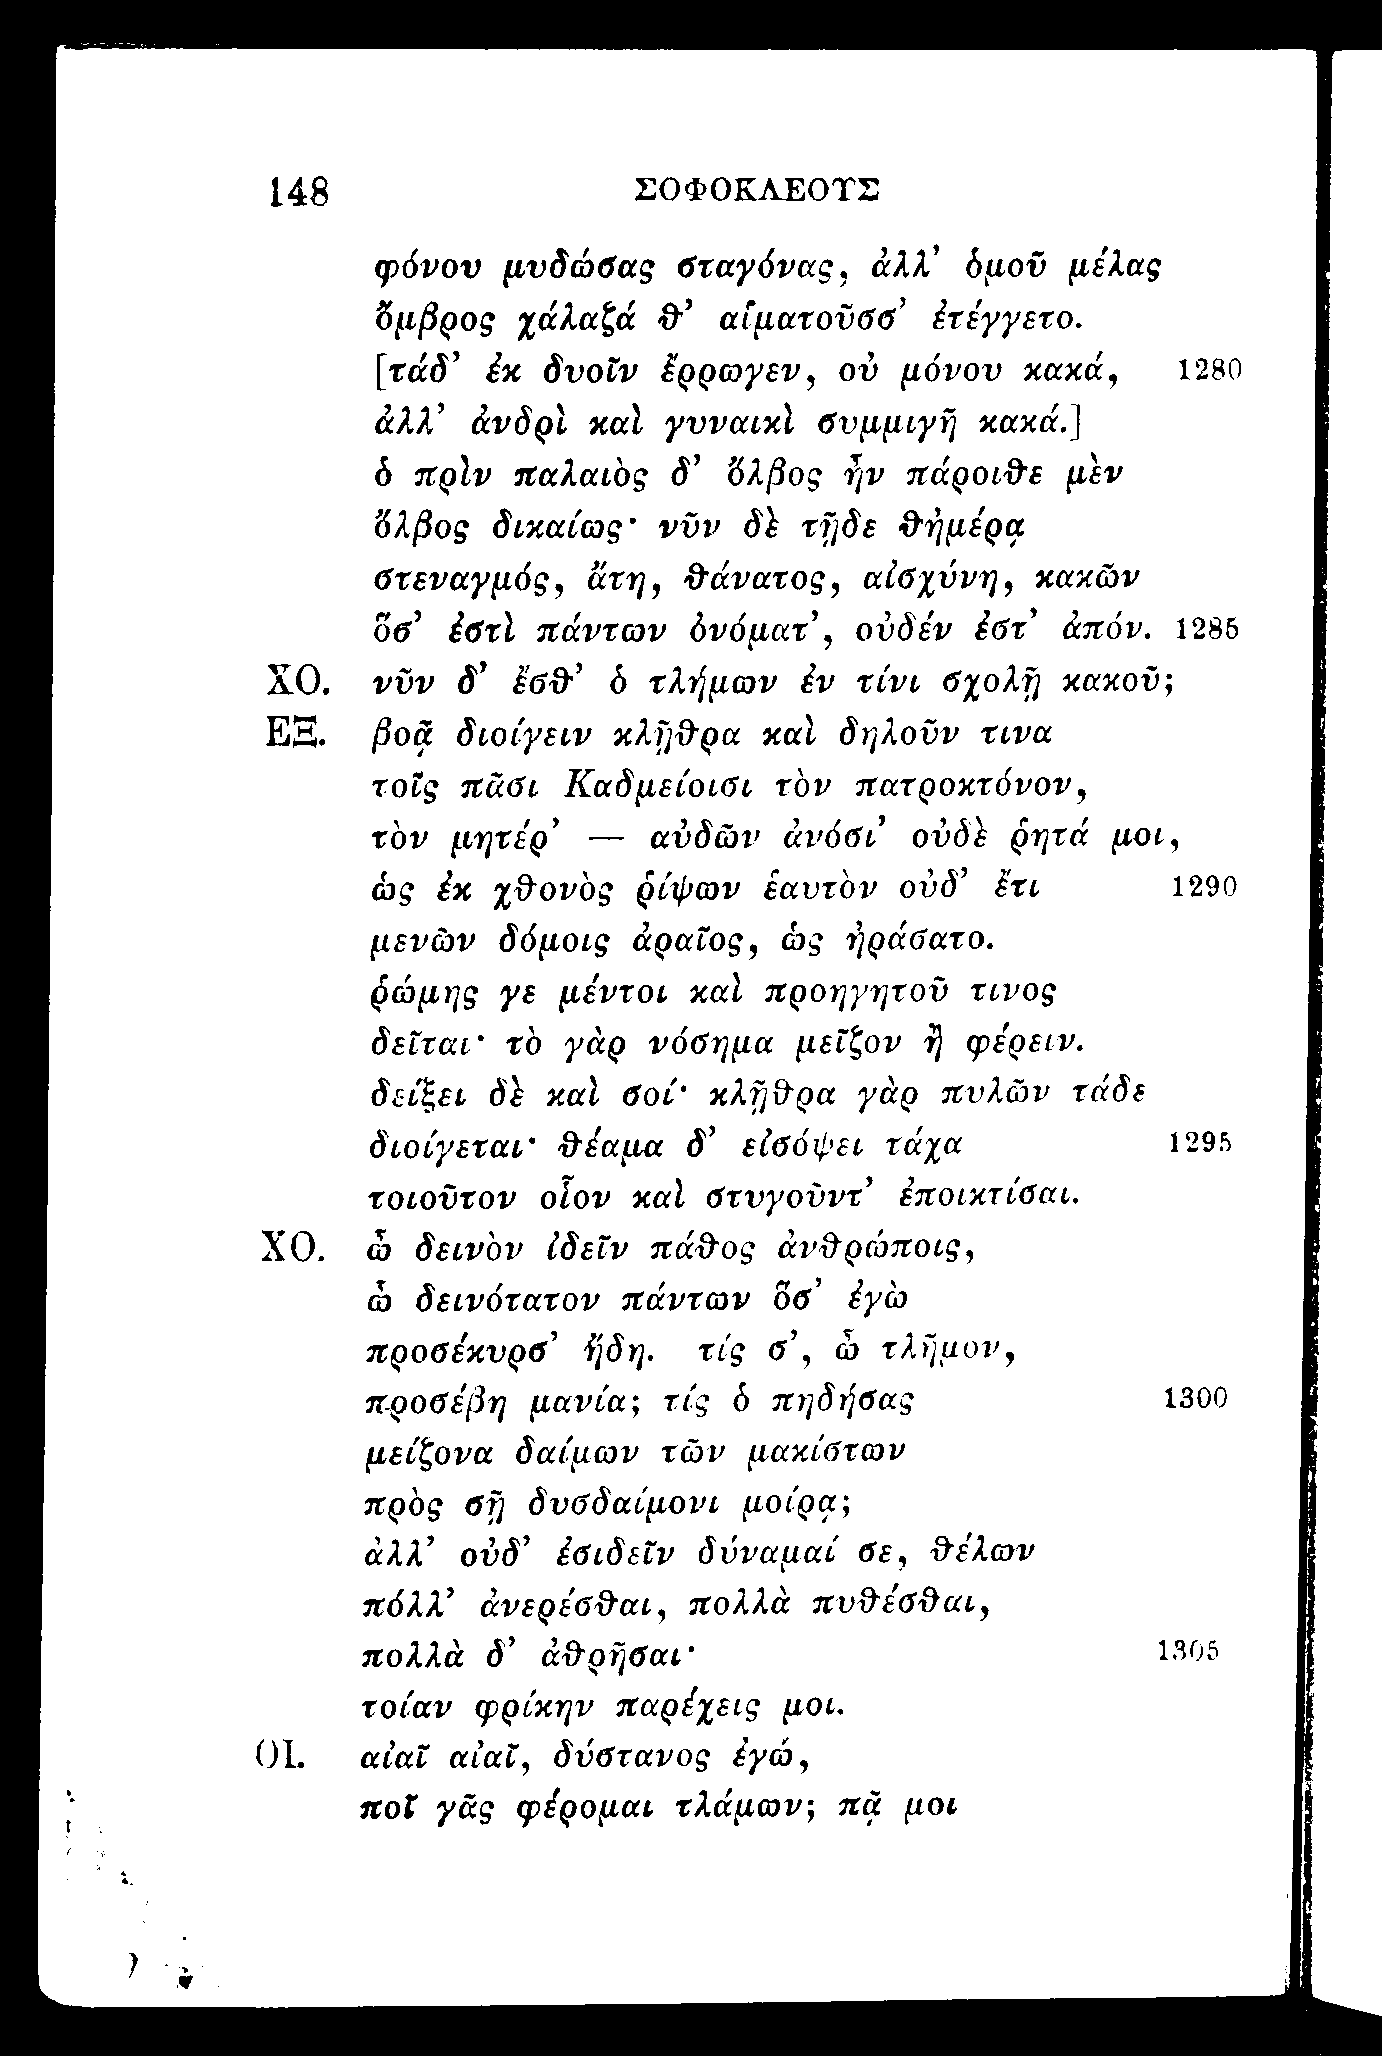 148 ΣΟΦΟΚΛΕΟΥΣ
φόνου μυδώσας σταγόνας, ἀλλ’ ὁμοῦ μέλας
ὄμβρος χάλαζά θ’ αἱματοῦσσ’ ἐτέγγετο.
[τάδ’ ἐκ δυοῖν ἔρρωγεν, οὐ μόνου κακά, 1280
ἀλλ’ ἀνδρὶ καὶ γυναικὶ συμμιγῆ κακά.]
ὁ πρὶν παλαιὸς δ’ ὄλβος ἦν πάροιθε μὲν
ὄλβος δικαίως· νῦν δὲ τῇδε θἠμέρᾳ
στεναγμός, ἄτη, θάνατος, αἰσχύνη, κακῶν
ὅσ’ ἐστὶ πάντων ὀνόματ’, οὐδέν ἐστ’ ἀπόν. 1285
ΧΟ. νῦν δ’ ἔσθ’ ὁ τλήμων ἐν τίνι σχολῇ κακοῦ;
ΕΞ. βοᾷ διοίγειν κλῇθρα καὶ δηλοῦν τινα
τοῖς πᾶσι Καδμείοισι τὸν πατροκτόνον,
τὸν μητέρ’ — αὐδῶν ἀνόσι’ οὐδὲ ῥητά μοι,
ὡς ἐκ χθονὸς ῥίψων ἑαυτὸν οὐδ’ ἔτι 1290
μενῶν δόμοις ἀραῖος, ὡς ἠράσατο.
ῥώμης γε μέντοι καὶ προηγητοῦ τινος
δεῖται· τὸ γὰρ νόσημα μεῖζον ἢ φέρειν.
δείξει δὲ καὶ σοί· κλῇθρα γὰρ πυλῶν τάδε
διοίγεται· θέαμα δ’ εἰσόψει τάχα 1295
τοιοῦτον οἷον καὶ στυγοῦντ’ ἐποικτίσαι.
ΧΟ. ὦ δεινὸν ἰδεῖν πάθος ἀνθρώποις,
ὦ δεινότατον πάντων ὅσ’ ἐγὼ
προσέκυρσ’ ἤδη. τίς σ’, ὦ τλῆμον,
προσέβη μανία; τίς ὁ πηδήσας 1300
μείζονα δαίμων τῶν μακίστων
πρὸς σῇ δυσδαίμονι μοίρᾳ;
ἀλλ’ οὐδ’ ἐσιδεῖν δύναμαί σε, θέλων
πόλλ’ ἀνερέσθαι, πολλὰ πυθέσθαι,
πολλὰ δ’ ἀθρῆσαι· 1305
τοίαν φρίκην παρέχεις μοι.
ΟΙ. αἰαῖ αἰαῖ, δύστανος ἐγώ,
ποῖ γᾶς φέρομαι τλάμων; πᾷ μοι